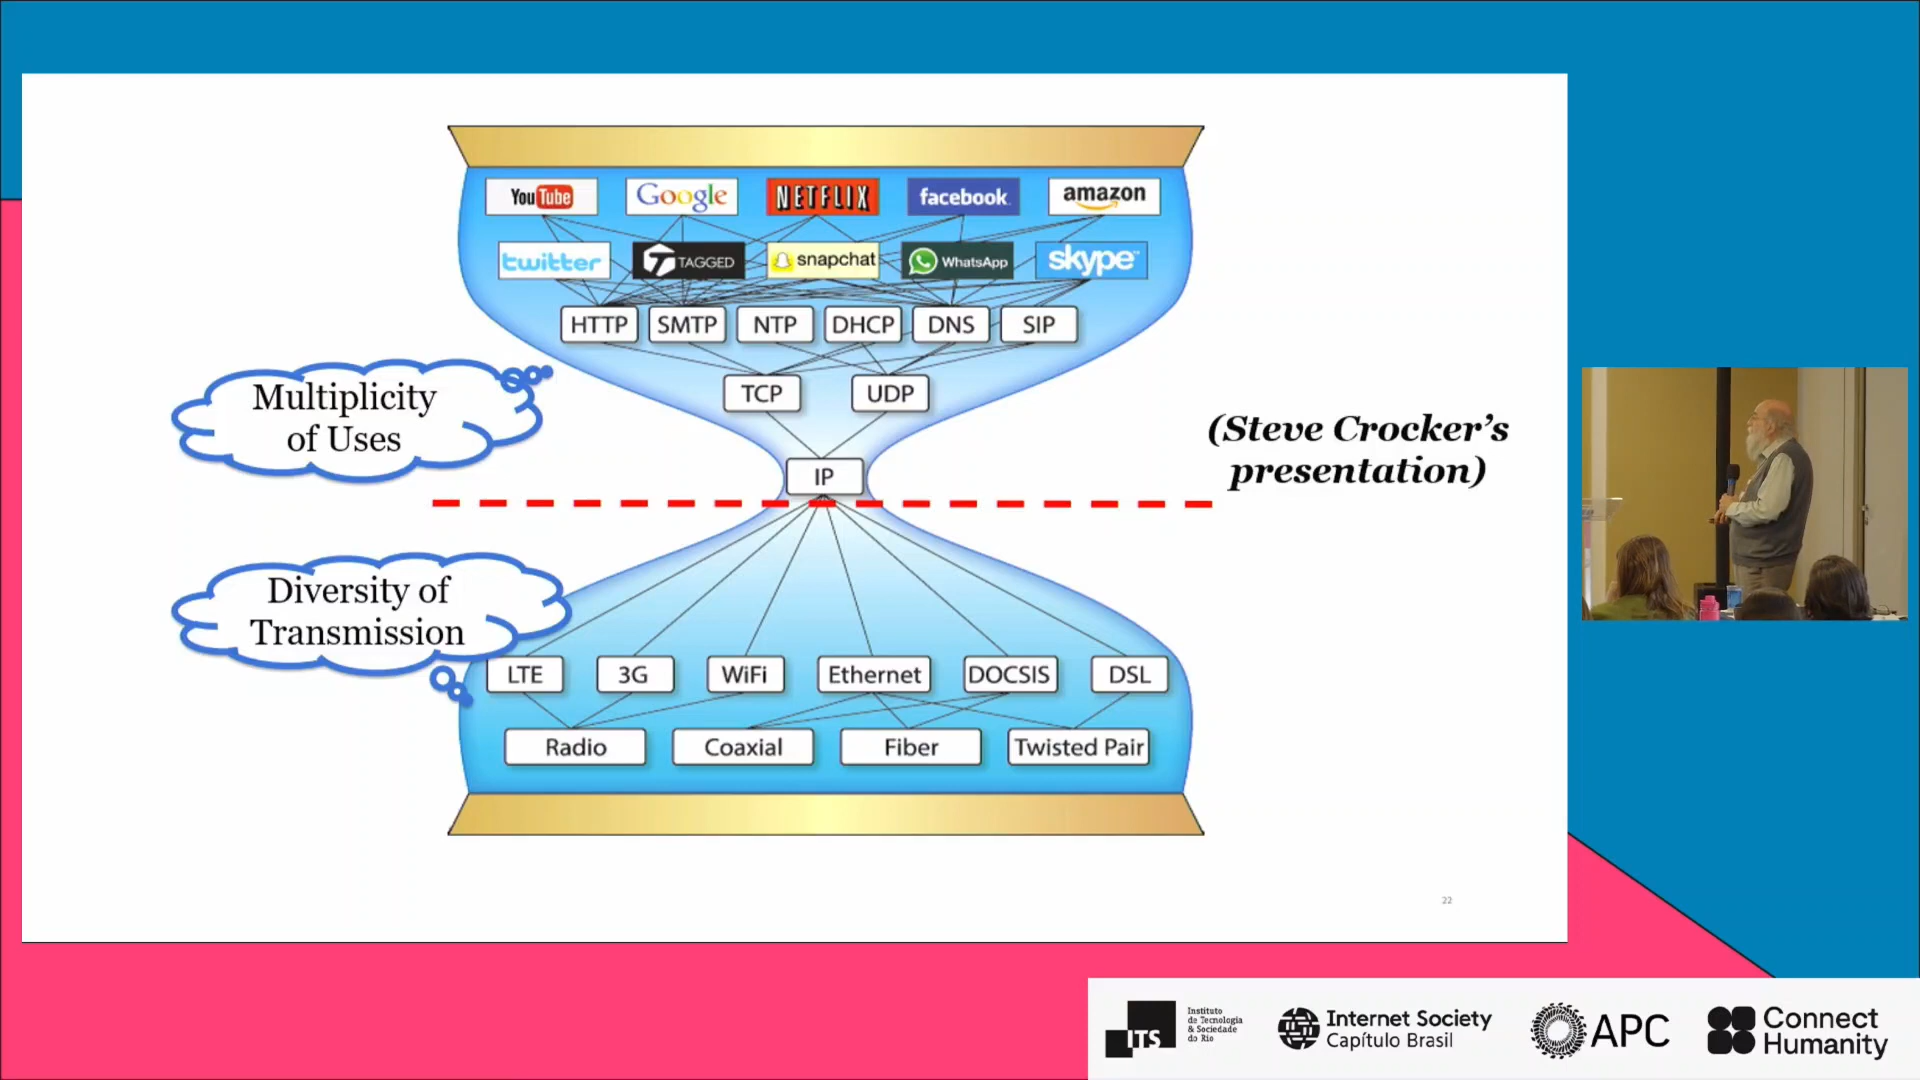 YouTube Google NETFLIX facebook amazon
twitter TAGGED snapchat WhatsApp skype
HTTP SMTP NTP DHCP DNS SIP
TCP UDP
Multiplicity
of Uses
IP
(Steve Crocker's
presentation)
Diversity of
Transmission
LTE 3G WiFi Ethernet DOCSIS DSL
Radio Coaxial Fiber Twisted Pair
22
ITS
Instituto
de Tecnologia
& Sociedade
do Rio
Internet Society
Capítulo Brasil
APC
Connect
Humanity